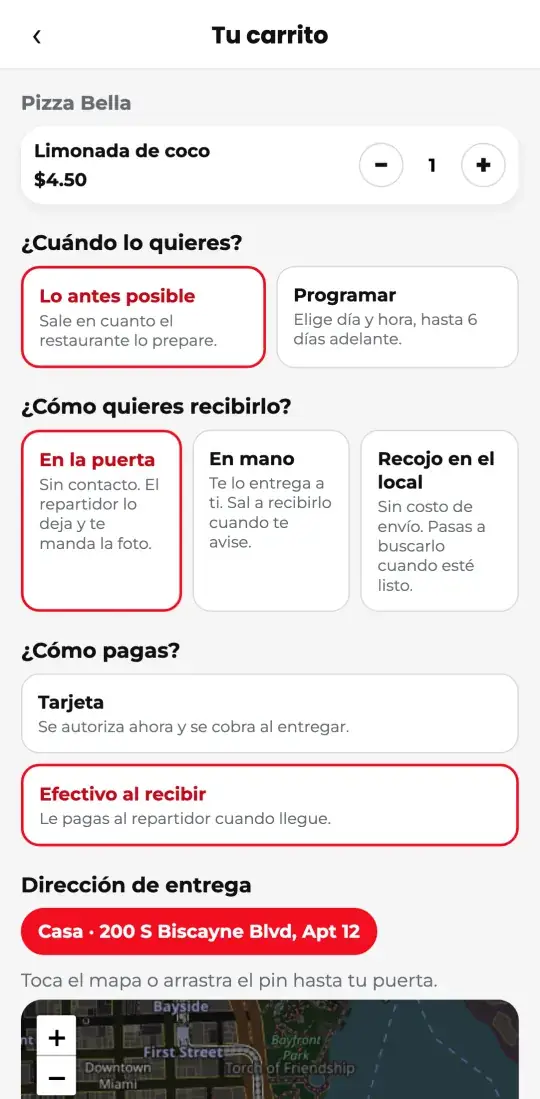 Tu carrito
Pizza Bella
Limonada de coco
$4.50
− 1 +
¿Cuándo lo quieres?
Lo antes posible
Sale en cuanto el
restaurante lo prepare.
Programar
Elige día y hora, hasta 6
días adelante.
¿Cómo quieres recibirlo?
En la puerta
Sin contacto. El
repartidor lo
deja y te
manda la foto.
En mano
Te lo entrega a
ti. Sal a recibirlo
cuando te
avise.
Recojo en el
local
Sin costo de
envío. Pasas a
buscarlo
cuando esté
listo.
¿Cómo pagas?
Tarjeta
Se autoriza ahora y se cobra al entregar.
Efectivo al recibir
Le pagas al repartidor cuando llegue.
Dirección de entrega
Casa · 200 S Biscayne Blvd, Apt 12
Toca el mapa o arrastra el pin hasta tu puerta.
Bayside
+
First Street
Bayfront
Park
Downtown
Miami
Torch of Friendship
−